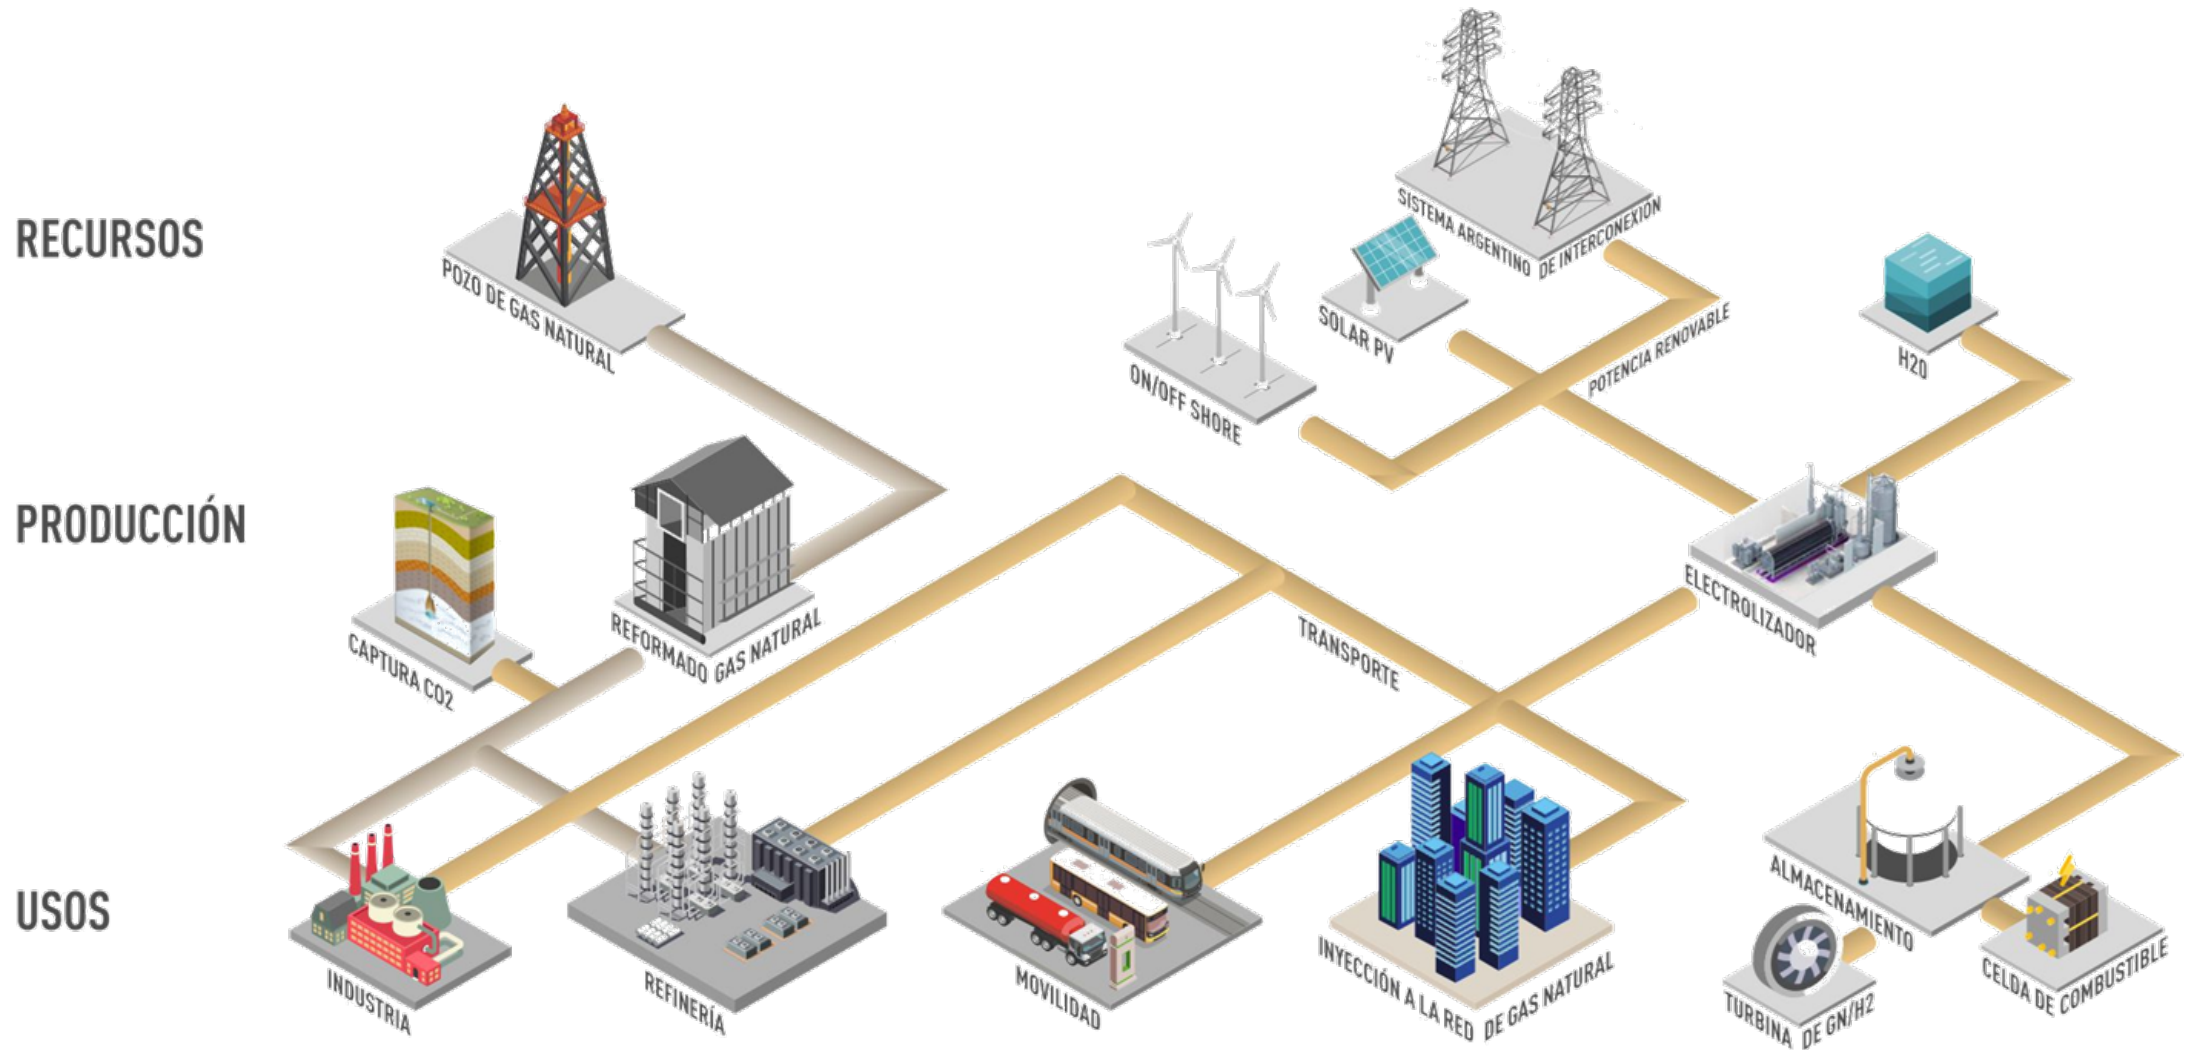 SISTEMA ARGENTINO DE INTERCONEXIÓN
RECURSOS
POZO DE GAS NATURAL
SOLAR PV
POTENCIA RENOVABLE
H2O
ON/OFF SHORE
PRODUCCIÓN
ELECTROLIZADOR
REFORMADO GAS NATURAL
CAPTURA CO2
TRANSPORTE
USOS
ALMACENAMIENTO
INDUSTRIA
REFINERÍA
MOVILIDAD
INYECCIÓN A LA RED DE GAS NATURAL
TURBINA DE GN/H2
CELDA DE COMBUSTIBLE